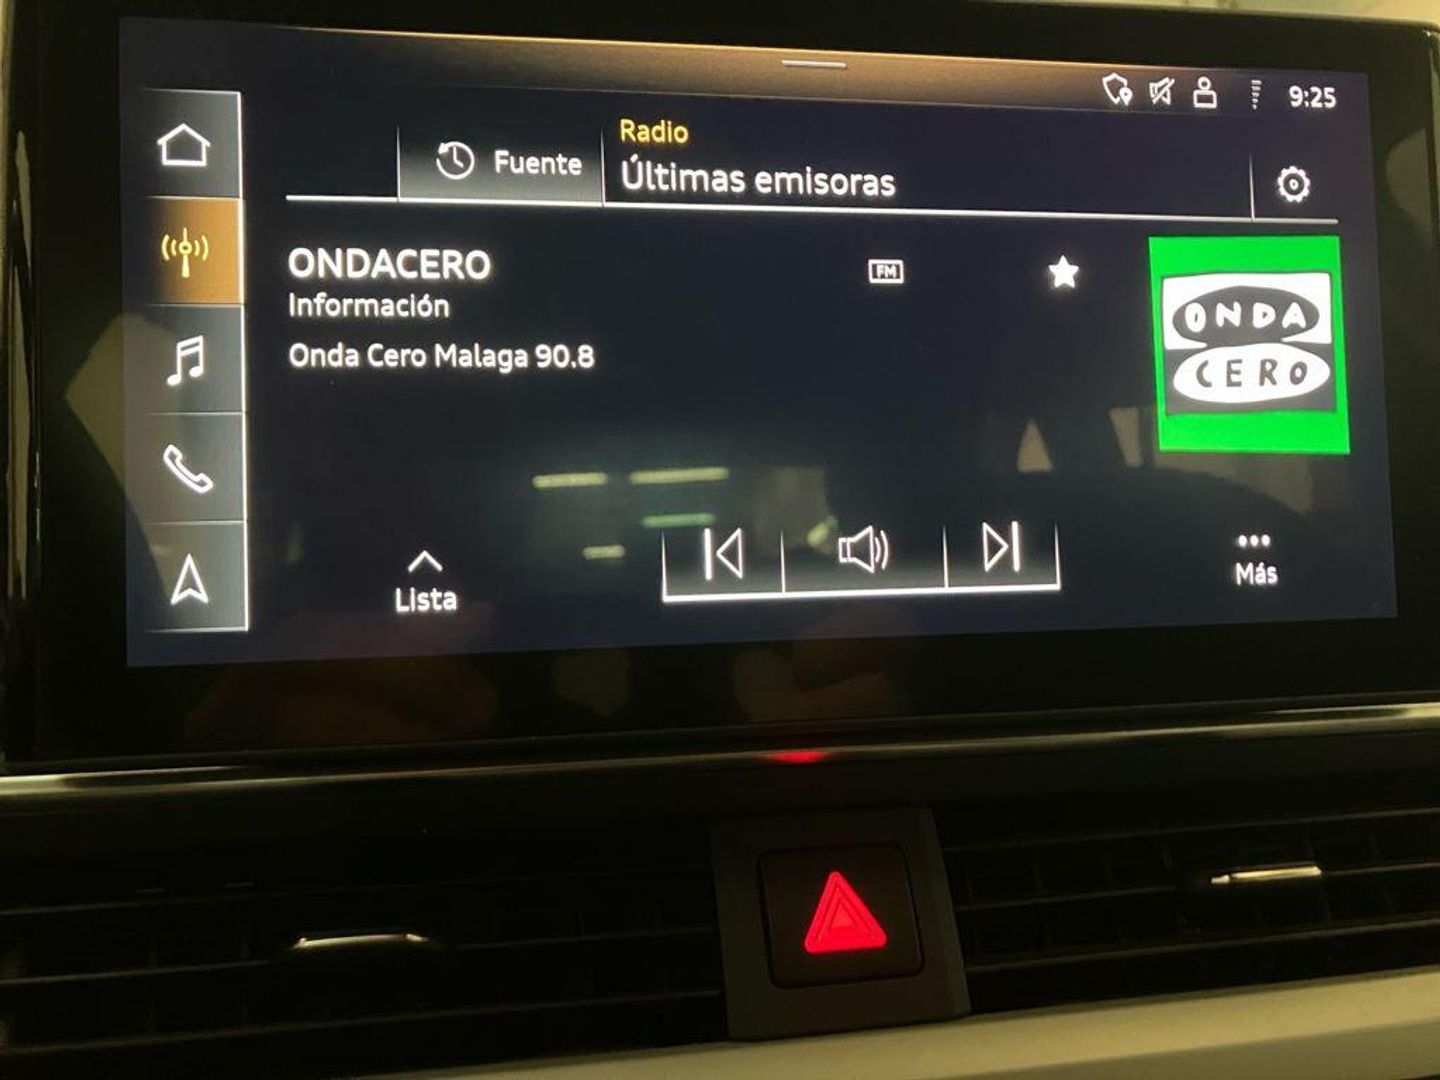 9:25
Fuente
Radio
Últimas emisoras
ONDACERO
FM
Información
Onda Cero Malaga 90.8
ONDA
CERO
Lista
Más